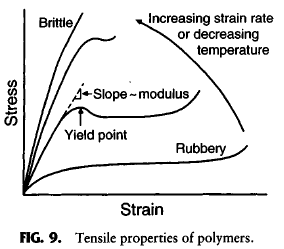 Brittle
Increasing strain rate
or decreasing
temperature
Slope ~ modulus
Yield point
Rubbery
Stress
Strain
FIG. 9. Tensile properties of polymers.